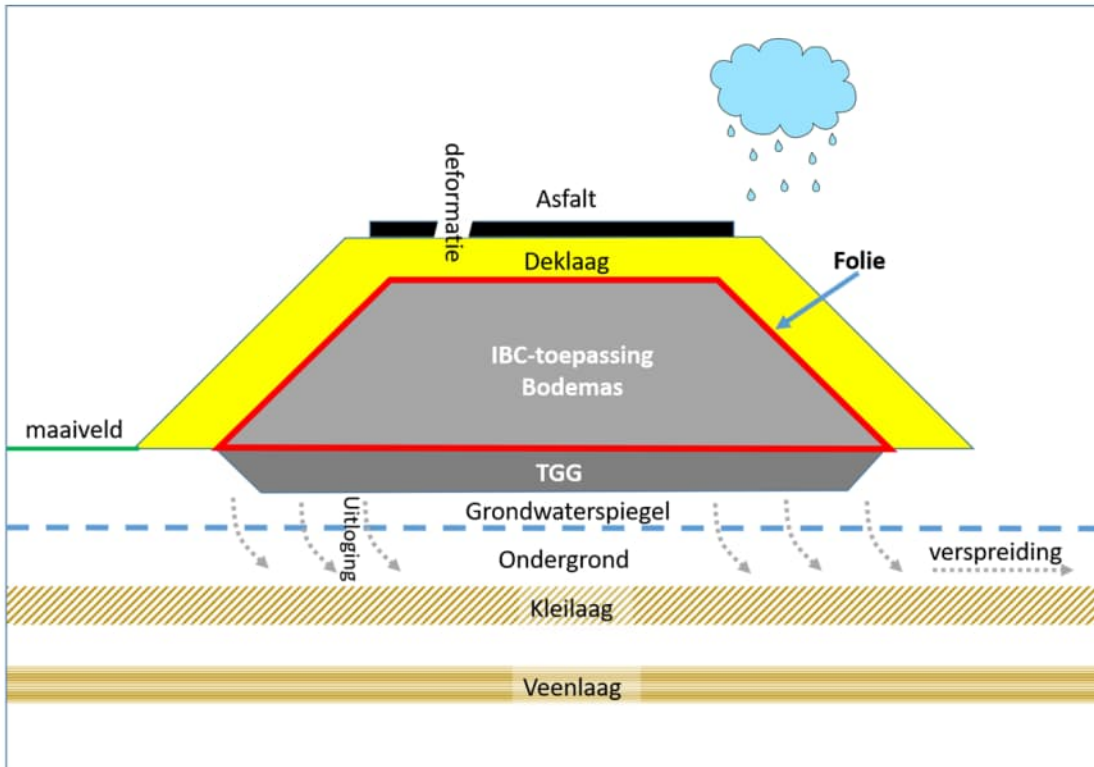 deformatie
Asfalt
Deklaag
Folie
IBC-toepassing
Bodemas
maaiveld
TGG
Uitloging
Grondwaterspiegel
Ondergrond
verspreiding
Kleilaag
Veenlaag